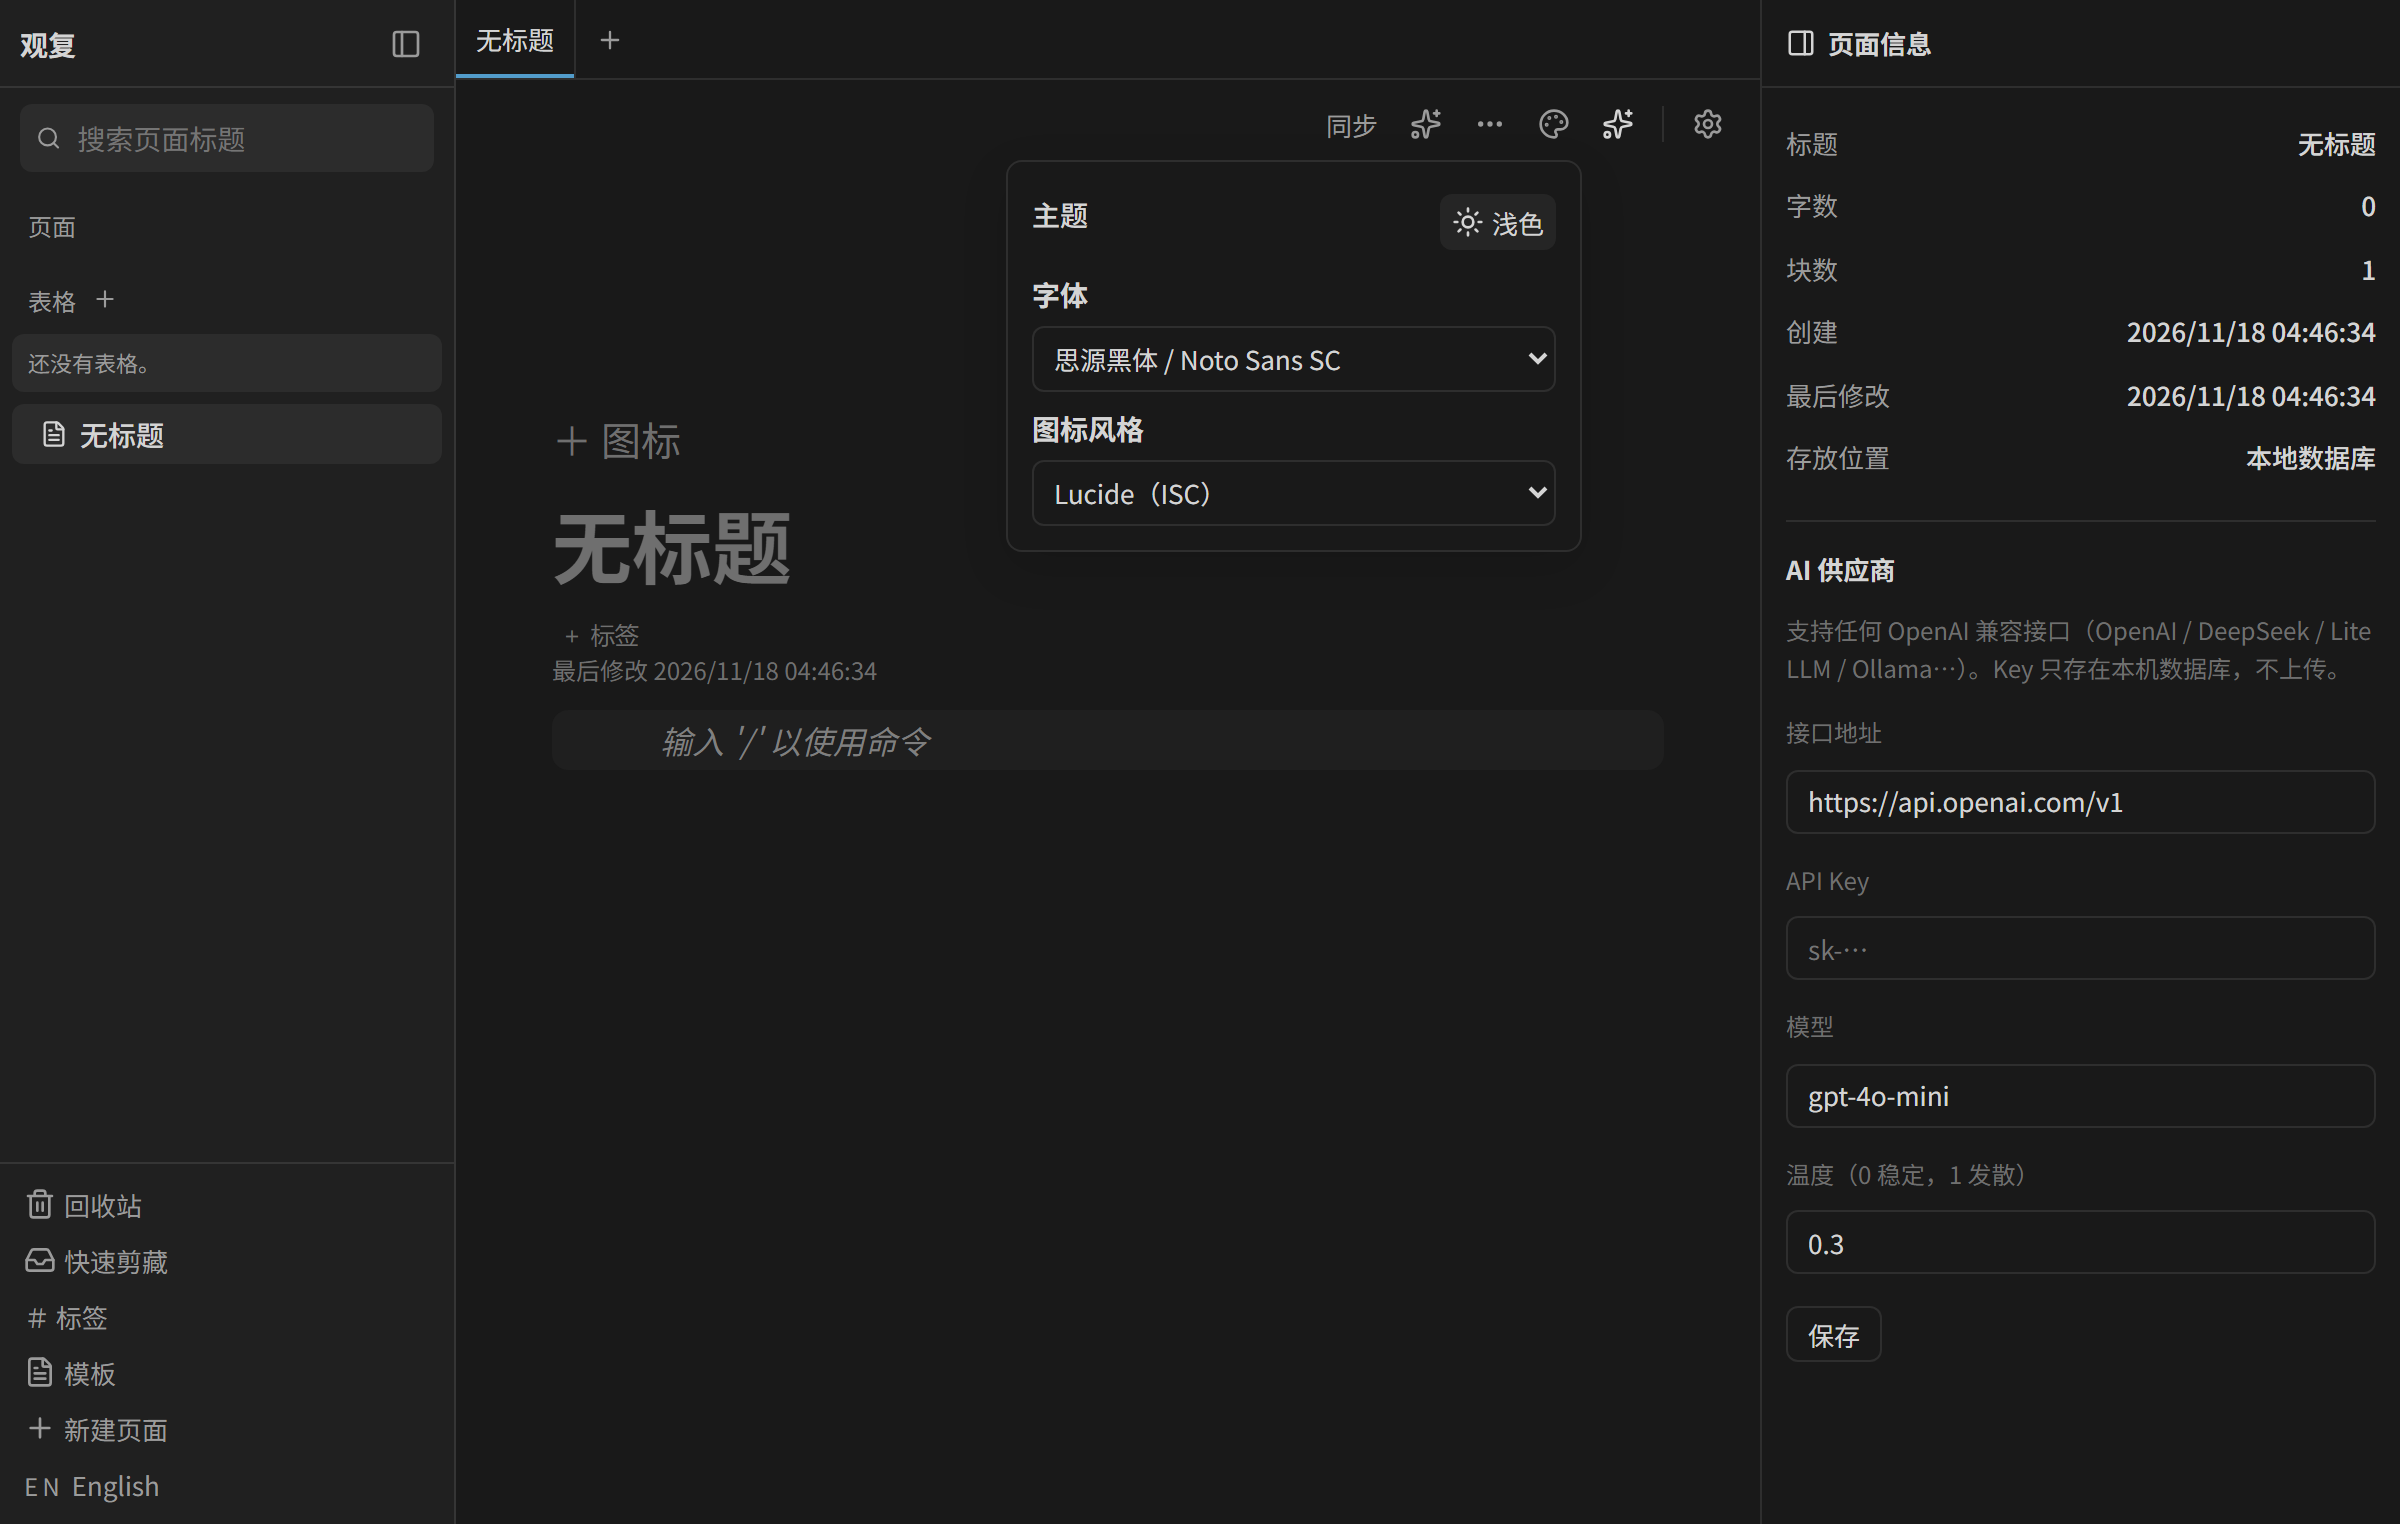 观复
搜索页面标题
页面
表格 +
还没有表格。
无标题
回收站
快速剪藏
# 标签
模板
+ 新建页面
EN English
无标题 +
同步
主题
浅色
字体
思源黑体 / Noto Sans SC
图标风格
Lucide（ISC）
+ 图标
无标题
+ 标签
最后修改 2026/11/18 04:46:34
输入 '/' 以使用命令
页面信息
标题 无标题
字数 0
块数 1
创建 2026/11/18 04:46:34
最后修改 2026/11/18 04:46:34
存放位置 本地数据库
AI 供应商
支持任何 OpenAI 兼容接口（OpenAI / DeepSeek / Lite
LLM / Ollama…）。Key 只存在本机数据库，不上传。
接口地址
https://api.openai.com/v1
API Key
sk-…
模型
gpt-4o-mini
温度（0 稳定，1 发散）
0.3
保存